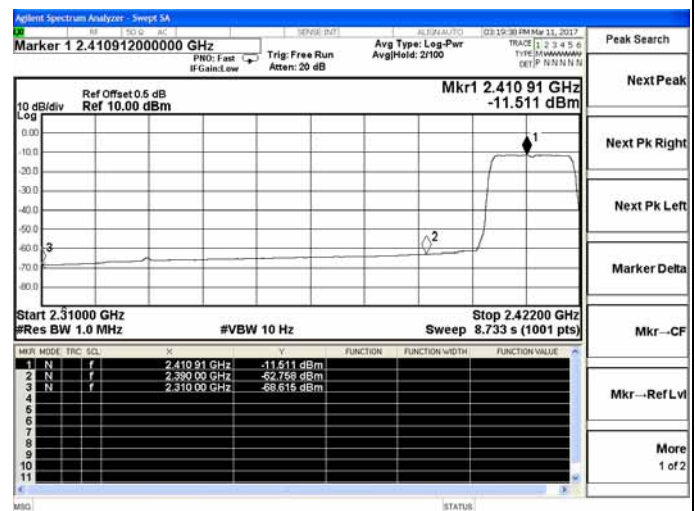 Agilent Spectrum Analyzer - Swept SA
RF 50 Ω AC SENSE:INT ALIGNAUTO 03:19:38 PM Mar 11, 2017
Marker 1 2.410912000000 GHz
PNO: Fast
IFGain:Low
Trig: Free Run
Atten: 20 dB
Avg Type: Log-Pwr
Avg|Hold: 2/100
TRACE 1 2 3 4 5 6
TYPE MWWWWW
DET P N N N N N
Peak Search
Next Peak
Next Pk Right
Next Pk Left
Marker Delta
Mkr→CF
Mkr→Ref Lvl
More
1 of 2
Ref Offset 0.5 dB
10 dB/div Ref 10.00 dBm
Log
Mkr1 2.410 91 GHz
-11.511 dBm
0.00
-10.0
-20.0
-30.0
-40.0
-50.0
-60.0
-70.0
-80.0
1
2
3
Start 2.31000 GHz Stop 2.42200 GHz
#Res BW 1.0 MHz #VBW 10 Hz Sweep 8.733 s (1001 pts)
MKR MODE TRC SCL X Y FUNCTION FUNCTION WIDTH FUNCTION VALUE
1 N f 2.410 91 GHz -11.511 dBm
2 N f 2.390 00 GHz -62.758 dBm
3 N f 2.310 00 GHz -68.615 dBm
4
5
6
7
8
9
10
11
MSG STATUS